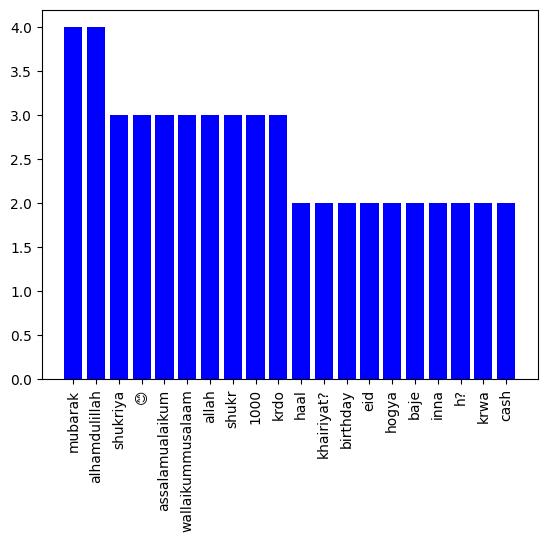 4.0
3.5
3.0
2.5
2.0
1.5
1.0
0.5
0.0
mubarak
alhamdulillah
shukriya
😊
assalamualaikum
wallaikummusalaam
allah
shukr
1000
krdo
haal
khairiyat?
birthday
eid
hogya
baje
inna
h?
krwa
cash